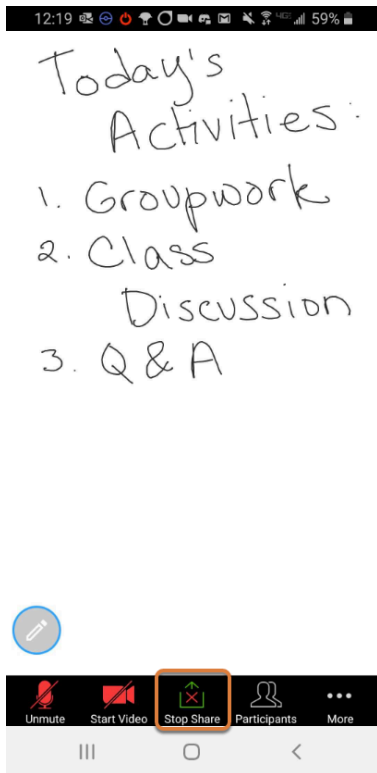 12:19 59%
Today's
Activities:
1. Groupwork
2. Class
Discussion
3. Q & A
Unmute Start Video Stop Share Participants More